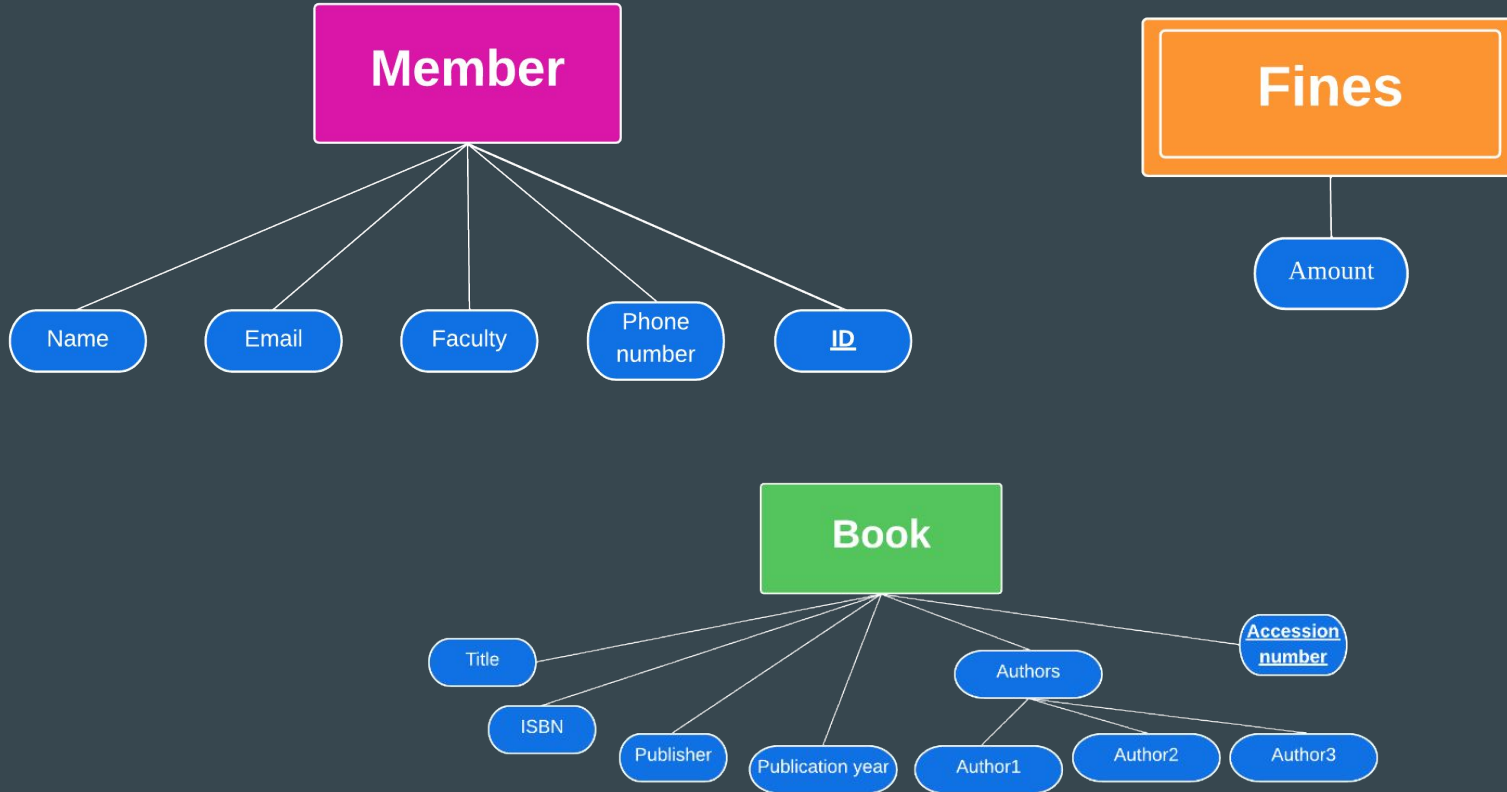 Member
Fines
Amount
Name
Email
Faculty
Phone
number
ID
Book
Title
ISBN
Publisher
Publication year
Authors
Author1
Author2
Author3
Accession
number